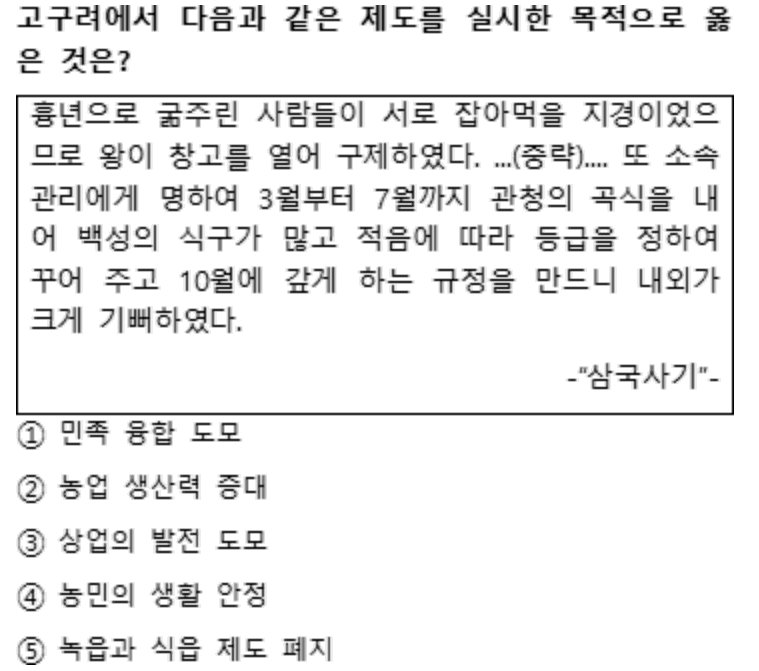 고구려에서 다음과 같은 제도를 실시한 목적으로 옳
은 것은?
흉년으로 굶주린 사람들이 서로 잡아먹을 지경이었으
므로 왕이 창고를 열어 구제하였다. ...(중략).... 또 소속
관리에게 명하여 3월부터 7월까지 관청의 곡식을 내
어 백성의 식구가 많고 적음에 따라 등급을 정하여
꾸어 주고 10월에 갚게 하는 규정을 만드니 내외가
크게 기뻐하였다.
-“삼국사기”-
① 민족 융합 도모
② 농업 생산력 증대
③ 상업의 발전 도모
④ 농민의 생활 안정
⑤ 녹읍과 식읍 제도 폐지